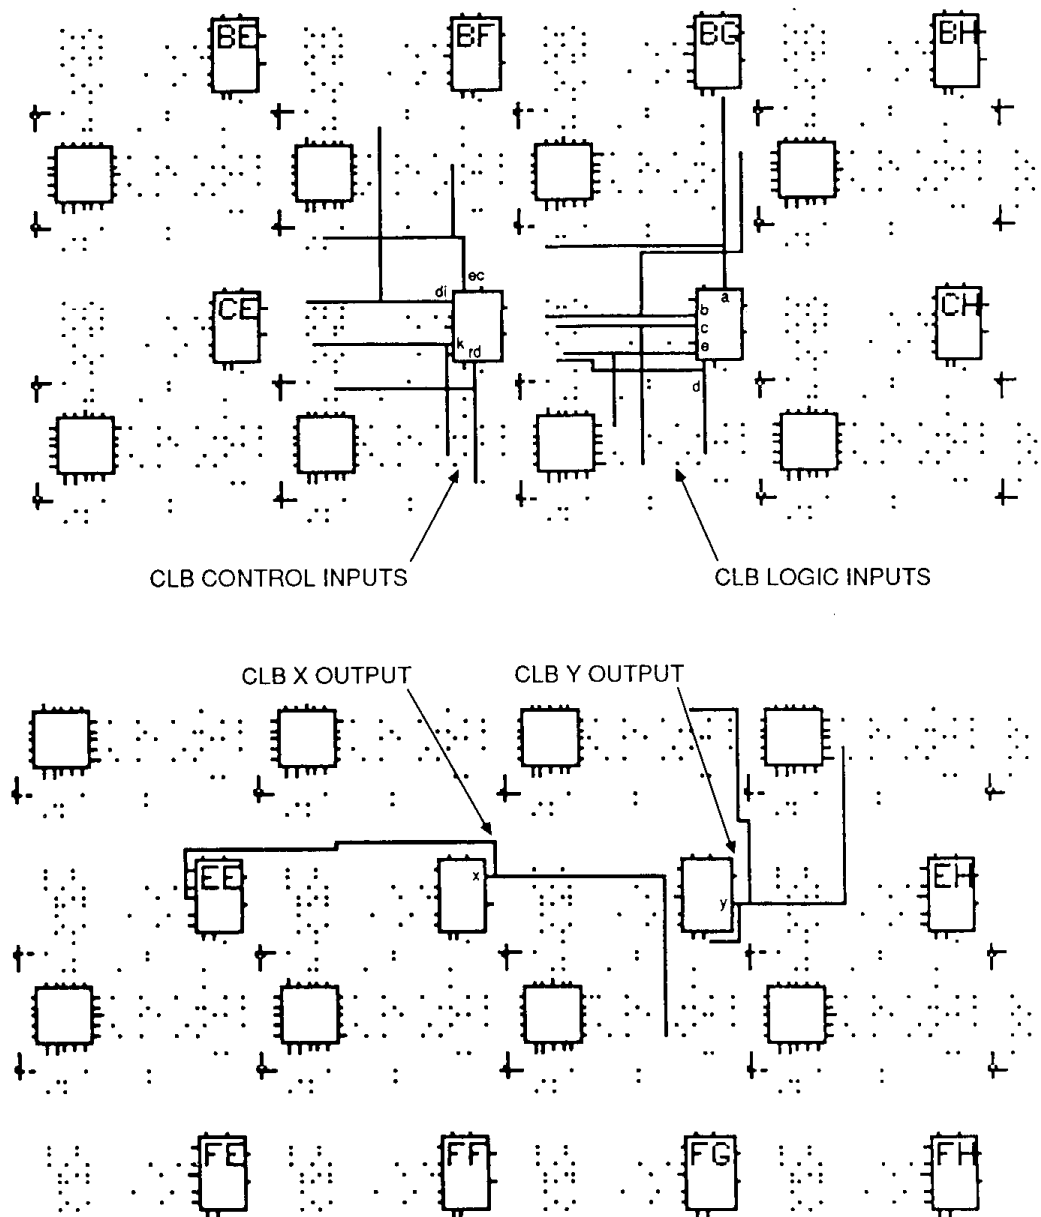 BE BF BG BH
ec
di
a
CE
b
CH
c
k
rd
e
d
CLB CONTROL INPUTS
CLB LOGIC INPUTS
CLB X OUTPUT
CLB Y OUTPUT
EE
x
EH
y
FE FF FG FH